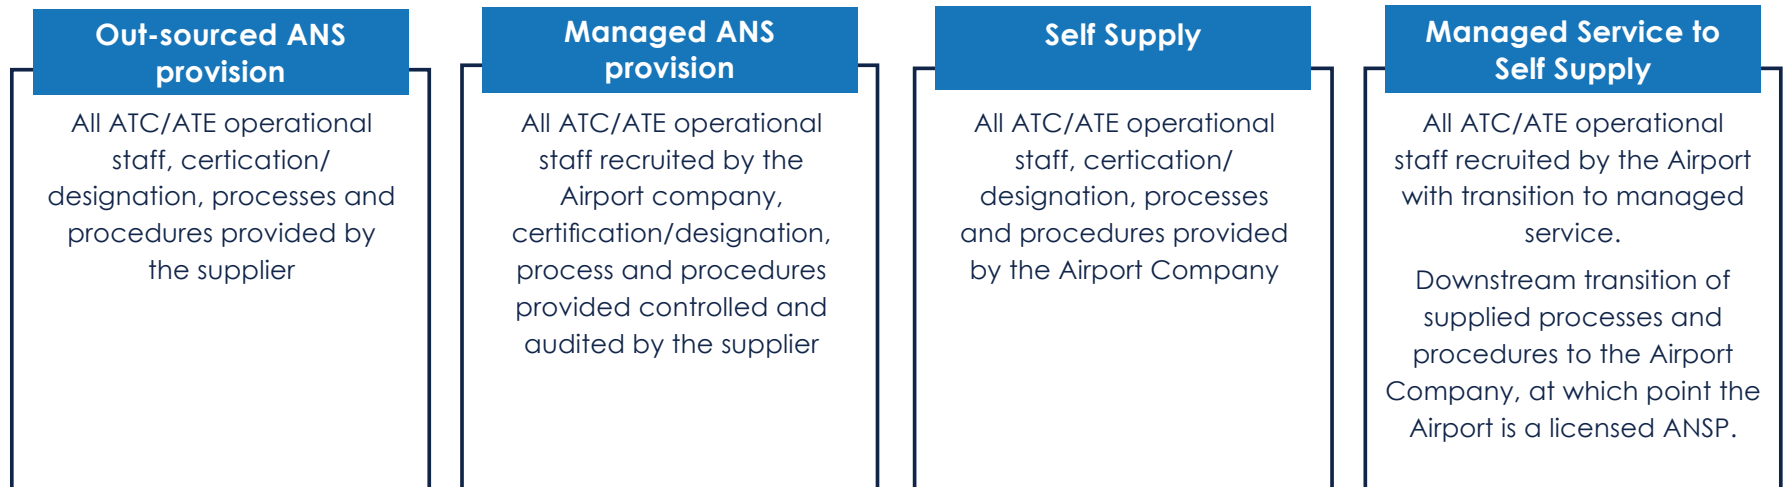 Out-sourced ANS
provision
All ATC/ATE operational
staff, certication/
designation, processes and
procedures provided by
the supplier
Managed ANS
provision
All ATC/ATE operational
staff recruited by the
Airport company,
certification/designation,
process and procedures
provided controlled and
audited by the supplier
Self Supply
All ATC/ATE operational
staff, certication/
designation, processes
and procedures provided
by the Airport Company
Managed Service to
Self Supply
All ATC/ATE operational
staff recruited by the Airport
with transition to managed
service.
Downstream transition of
supplied processes and
procedures to the Airport
Company, at which point the
Airport is a licensed ANSP.